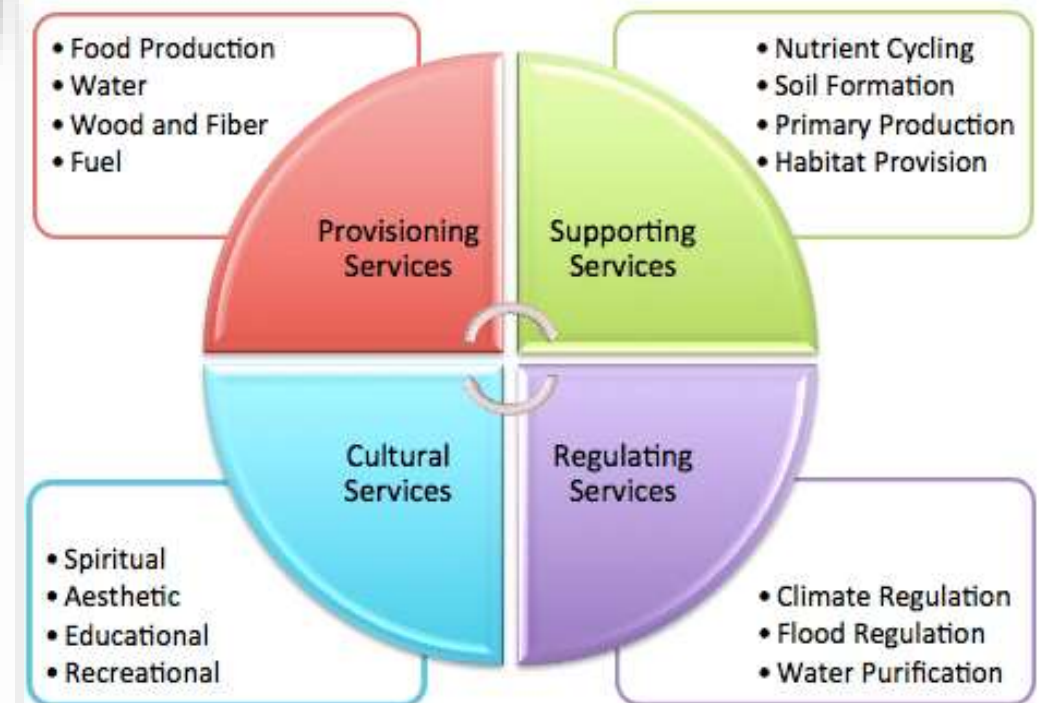 • Food Production
• Water
• Wood and Fiber
• Fuel
• Nutrient Cycling
• Soil Formation
• Primary Production
• Habitat Provision
Provisioning
Services
Supporting
Services
Cultural
Services
Regulating
Services
• Spiritual
• Aesthetic
• Educational
• Recreational
• Climate Regulation
• Flood Regulation
• Water Purification